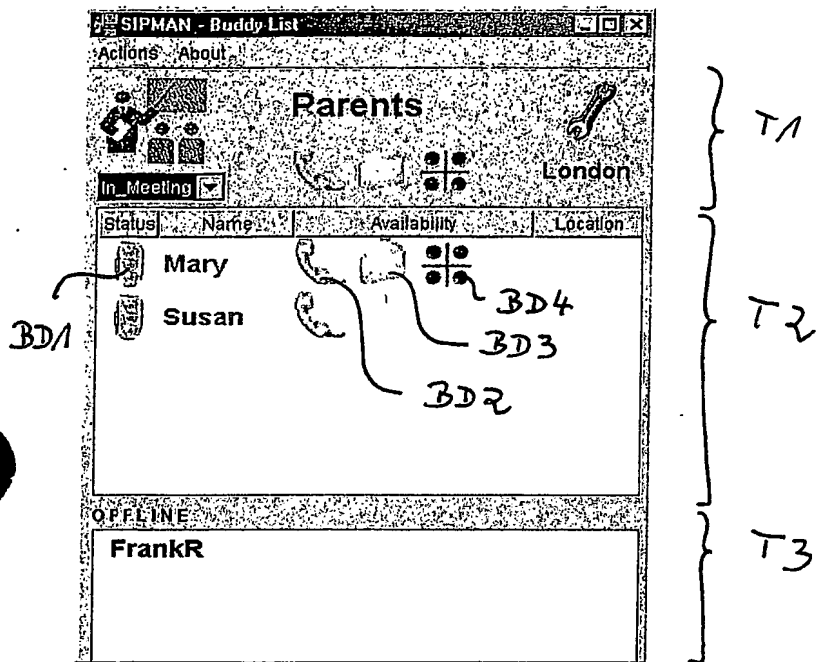 SIPMAN - Buddy List
Actions About
Parents
T1
London
In_Meeting
Status Name Availability Location
Mary
BD4
T2
Susan
BD3
BD1
BD2
OFFLINE
FrankR
T3